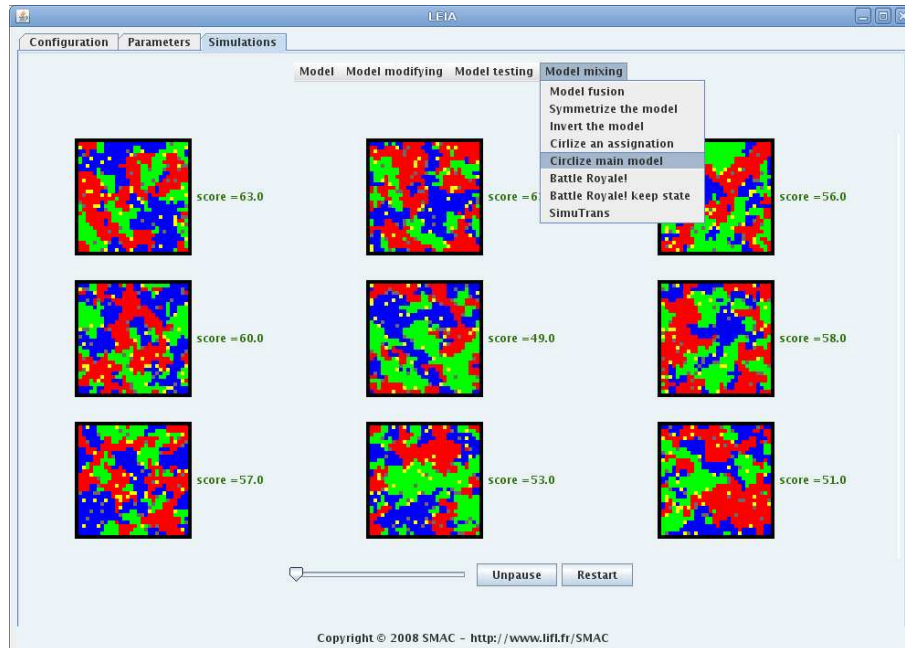 LEIA
Configuration Parameters Simulations
Model Model modifying Model testing Model mixing
Model fusion
Symmetrize the model
Invert the model
Cirlize an assignation
Circlize main model
Battle Royale!
Battle Royale! keep state
SimuTrans
score =63.0
score =6
score =56.0
score =60.0
score =49.0
score =58.0
score =57.0
score =53.0
score =51.0
Unpause Restart
Copyright © 2008 SMAC - http://www.lifl.fr/SMAC